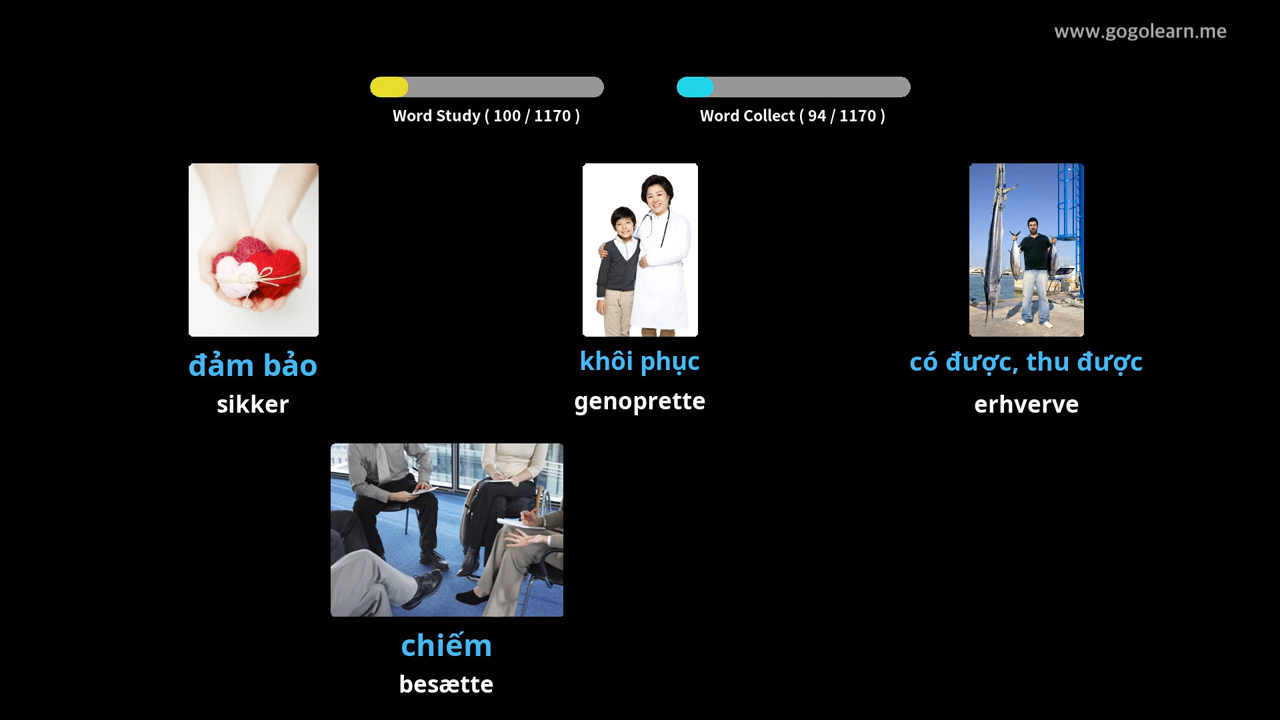 www.gogolearn.me
Word Study ( 100 / 1170 )
Word Collect ( 94 / 1170 )
đảm bảo
sikker
khôi phục
genoprette
có được, thu được
erhverve
chiếm
besætte